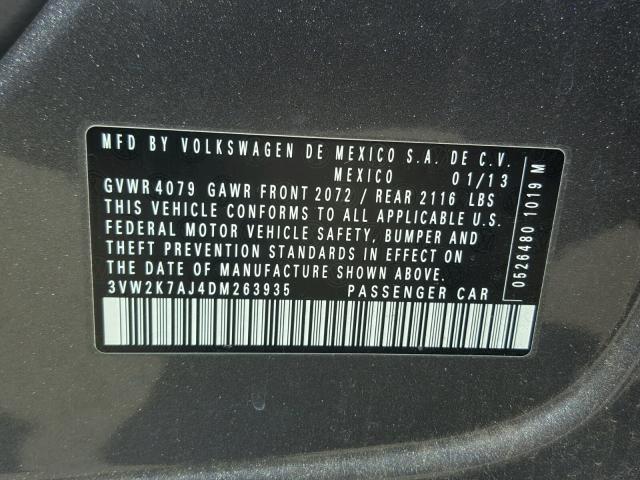 MFD BY VOLKSWAGEN DE MEXICO S.A. DE C.V.
MEXICO 01/13
GVWR 4079 GAWR FRONT 2072 / REAR 2116 LBS
THIS VEHICLE CONFORMS TO ALL APPLICABLE U.S.
FEDERAL MOTOR VEHICLE SAFETY, BUMPER AND
THEFT PREVENTION STANDARDS IN EFFECT ON
THE DATE OF MANUFACTURE SHOWN ABOVE.
3VW2K7AJ4DM263935 PASSENGER CAR
0526480 1019 M